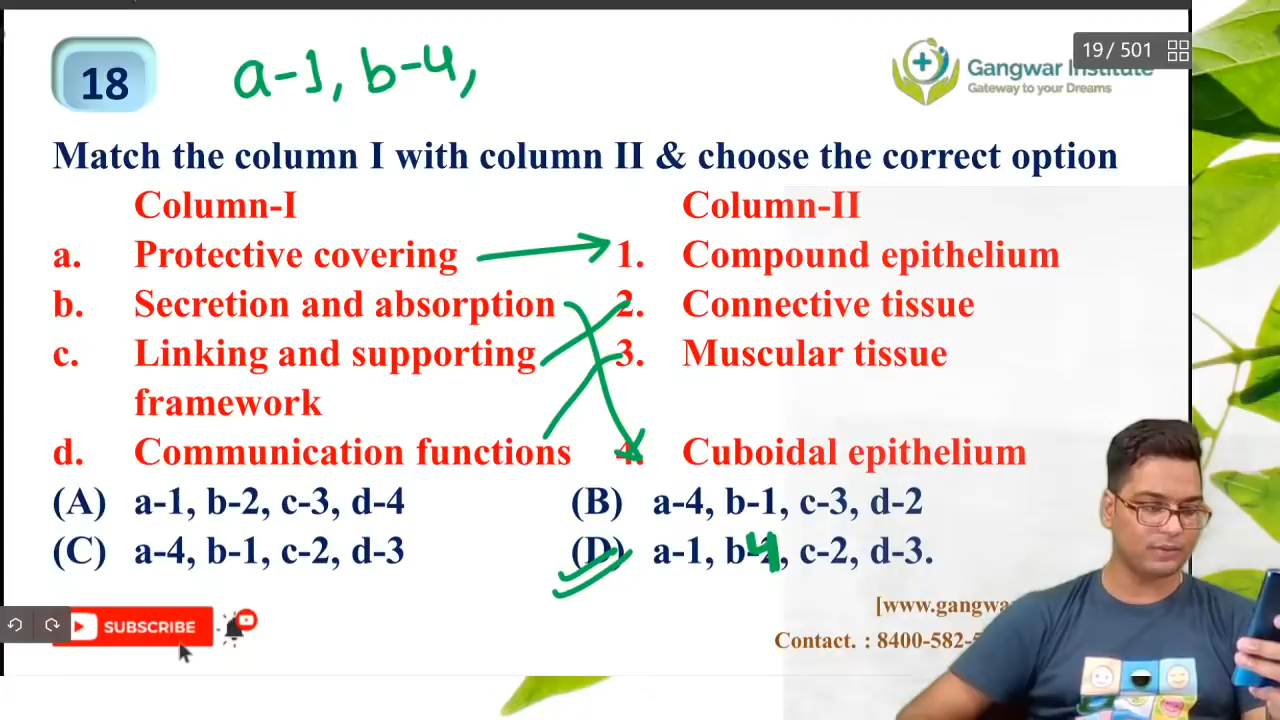 19 / 501
18
a-1, b-4,
Gangwar Institute
Gateway to your Dreams
Match the column I with column II & choose the correct option
Column-I Column-II
a. Protective covering 1. Compound epithelium
b. Secretion and absorption 2. Connective tissue
c. Linking and supporting 3. Muscular tissue
framework
d. Communication functions 4. Cuboidal epithelium
(A) a-1, b-2, c-3, d-4 (B) a-4, b-1, c-3, d-2
(C) a-4, b-1, c-2, d-3 (D) a-1, b-4, c-2, d-3.
SUBSCRIBE
[www.gangwa
Contact. : 8400-582-5